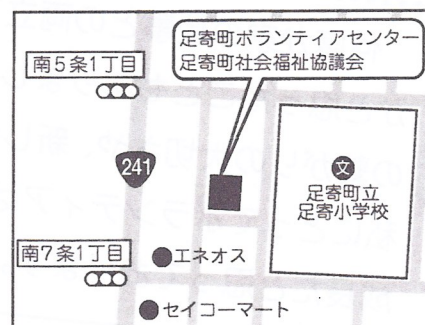 足寄町ボランティアセンター
足寄町社会福祉協議会
南5条1丁目
241
文
足寄町立
足寄小学校
南7条1丁目
エネオス
セイコーマート